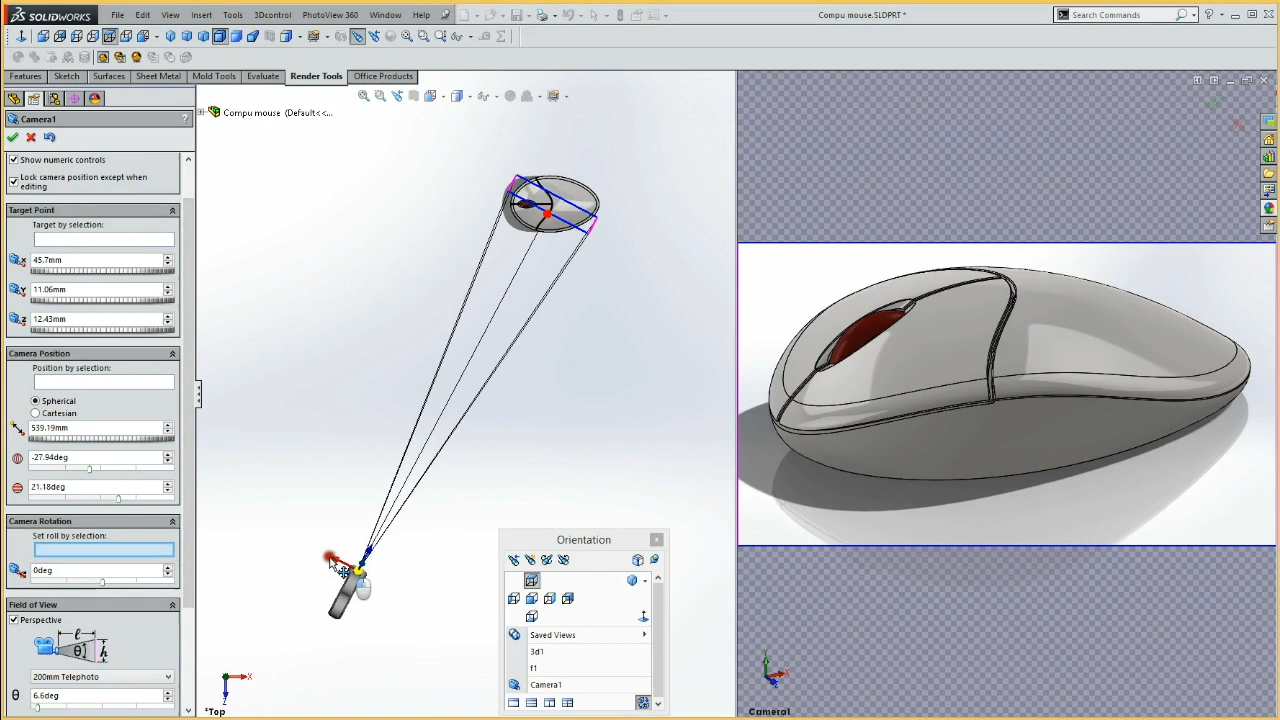 SOLIDWORKS File Edit View Insert Tools 3Dcontrol PhotoView 360 Window Help Compu mouse.SLDPRT * Search Commands
Features Sketch Surfaces Sheet Metal Mold Tools Evaluate Render Tools Office Products
Camera1 ?
Compu mouse (Default<<...
Show numeric controls
Lock camera position except when
editing
Target Point
Target by selection:
45.7mm
11.06mm
12.43mm
Camera Position
Position by selection:
Spherical
Cartesian
539.19mm
-27.94deg
21.18deg
Camera Rotation
Set roll by selection:
0deg
Field of View
Perspective
ℓ
θ h
200mm Telephoto
θ 6.6deg
Orientation
Saved Views
3d1
f1
Camera1
X
Z
*Top
Y
X
Z
Camera1